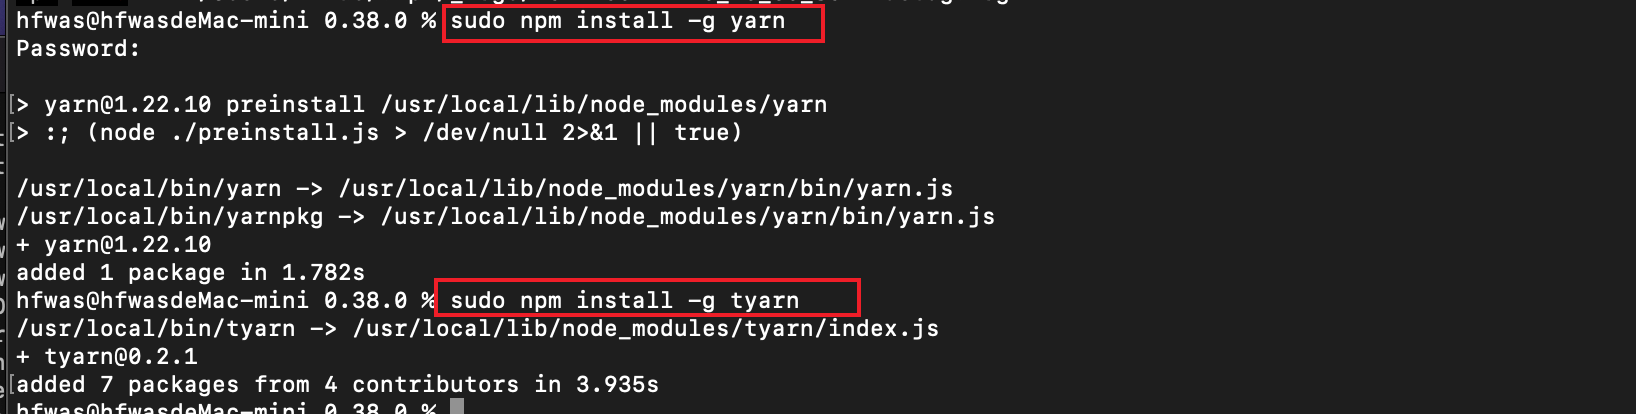 hfwas@hfwasdeMac-mini 0.38.0 % sudo npm install -g yarn
Password:
[> yarn@1.22.10 preinstall /usr/local/lib/node_modules/yarn
[> :; (node ./preinstall.js > /dev/null 2>&1 || true)
/usr/local/bin/yarn -> /usr/local/lib/node_modules/yarn/bin/yarn.js
/usr/local/bin/yarnpkg -> /usr/local/lib/node_modules/yarn/bin/yarn.js
+ yarn@1.22.10
added 1 package in 1.782s
hfwas@hfwasdeMac-mini 0.38.0 % sudo npm install -g tyarn
/usr/local/bin/tyarn -> /usr/local/lib/node_modules/tyarn/index.js
+ tyarn@0.2.1
[added 7 packages from 4 contributors in 3.935s
hfwas@hfwasdeMac-mini 0.38.0 %